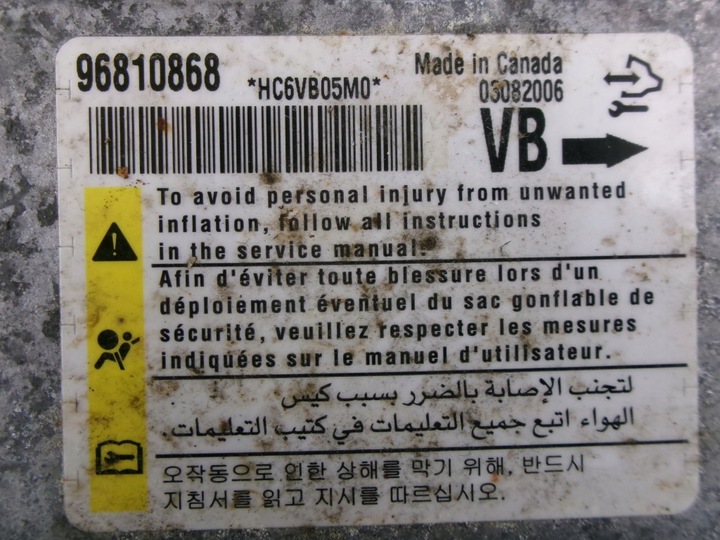 96810868
*HC6VB05M0*
Made in Canada
03082006
VB
To avoid personal injury from unwanted
inflation, follow all instructions
in the service manual.
Afin d'éviter toute blessure lors d'un
déploiement éventuel du sac gonflable de
sécurité, veuillez respecter les mesures
indiquées sur le manuel d'utilisateur.
لتجنب الإصابة بالضرر بسبب كيس
الهواء اتبع جميع التعليمات في كتيب التعليمات.
오작동으로 인한 상해를 막기 위해, 반드시
지침서를 읽고 지시를 따르십시오.